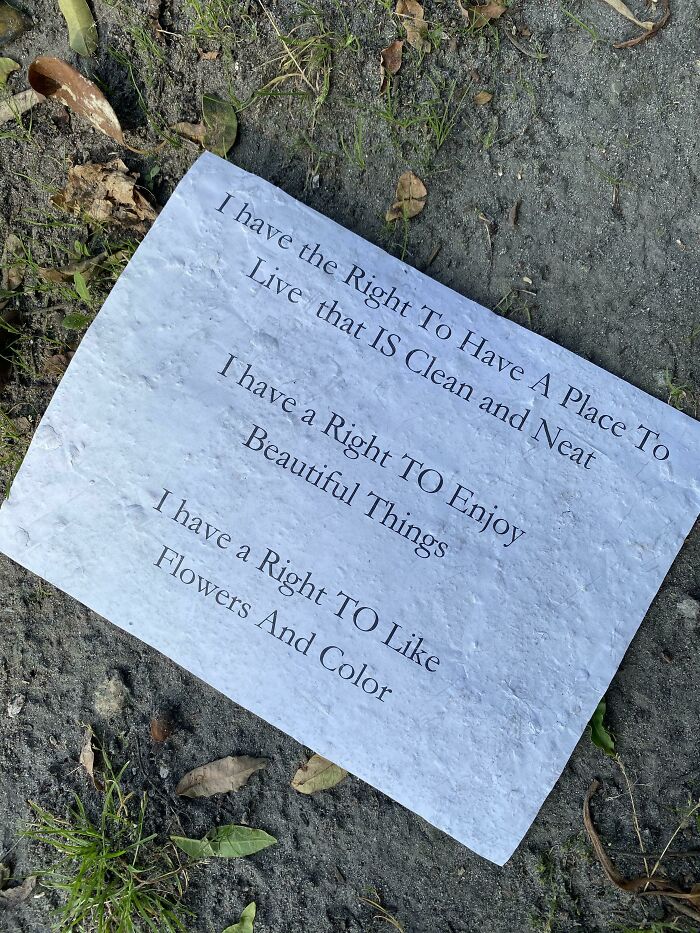 I have the Right To Have A Place To
Live that IS Clean and Neat
I have a Right TO Enjoy
Beautiful Things
I have a Right TO Like
Flowers And Color